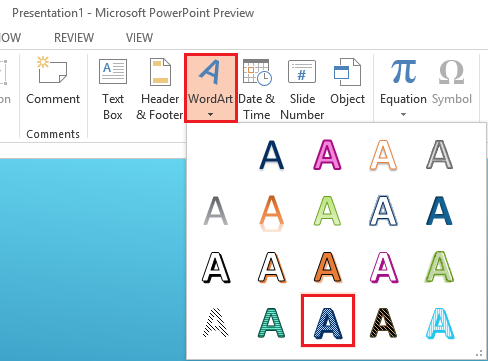 Presentation1 - Microsoft PowerPoint Preview
OW REVIEW VIEW
on Comment Text Box Header & Footer WordArt Date & Time Slide Number Object Equation Symbol
Comments
A A A A
A A A A A
A A A A A
A A A A A